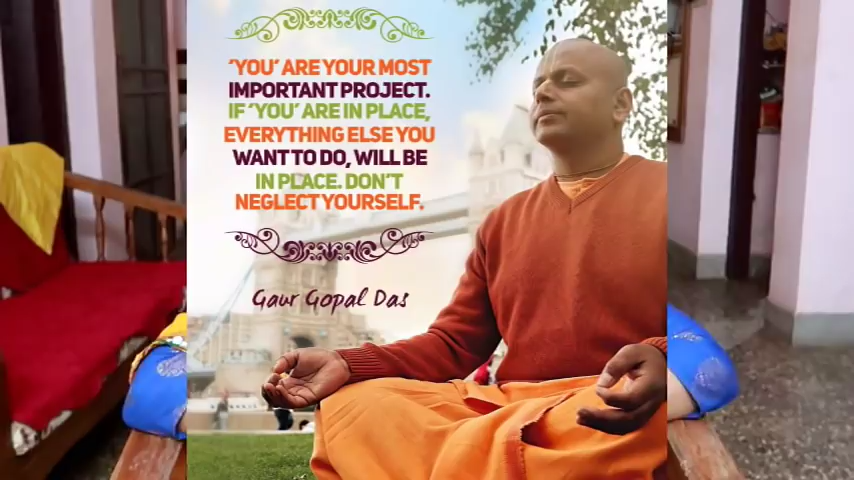 ‘YOU’ ARE YOUR MOST
IMPORTANT PROJECT.
IF ‘YOU’ ARE IN PLACE,
EVERYTHING ELSE YOU
WANT TO DO, WILL BE
IN PLACE. DON’T
NEGLECT YOURSELF.
Gaur Gopal Das